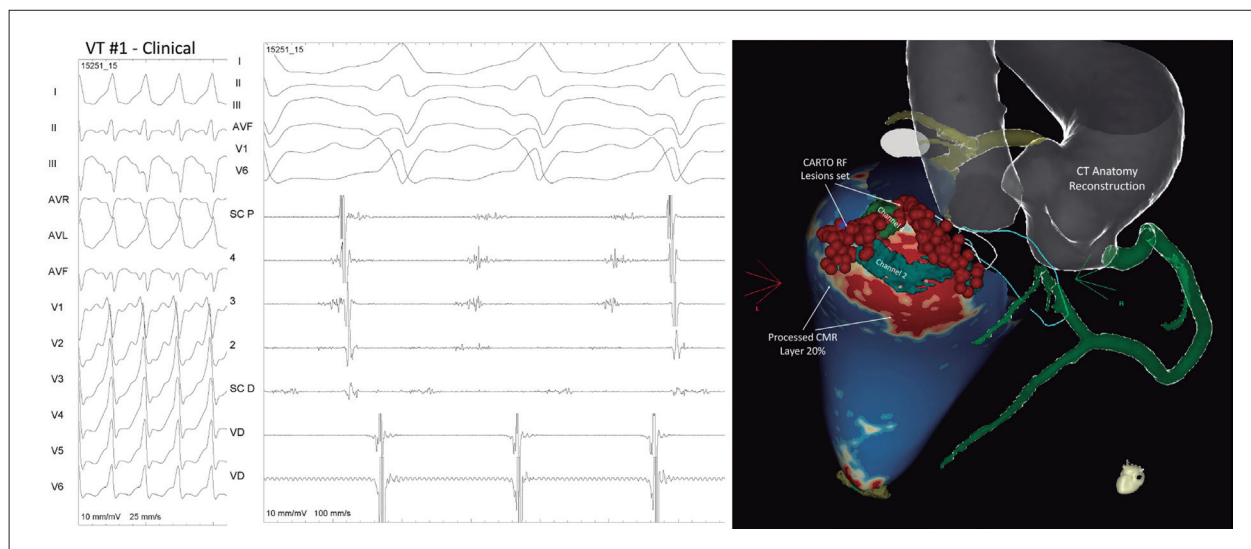 VT #1 - Clinical
15251_15
I
II
III
AVR
AVL
AVF
V1
V2
V3
V4
V5
V6
10 mm/mV 25 mm/s
15251_15
I
II
III
AVF
V1
V6
SC P
4
3
2
SC D
VD
VD
10 mm/mV 100 mm/s
CARTO RF
Lesions set
CT Anatomy
Reconstruction
Channel
Channel 2
Processed CMR
Layer 20%